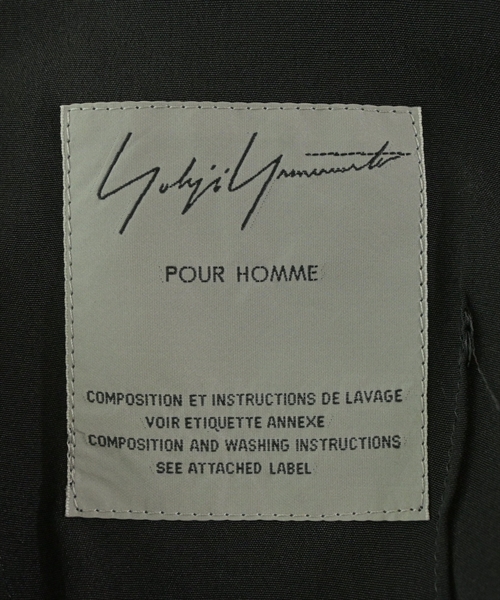 Yohji Yamamoto
POUR HOMME
COMPOSITION ET INSTRUCTIONS DE LAVAGE
VOIR ETIQUETTE ANNEXE
COMPOSITION AND WASHING INSTRUCTIONS
SEE ATTACHED LABEL